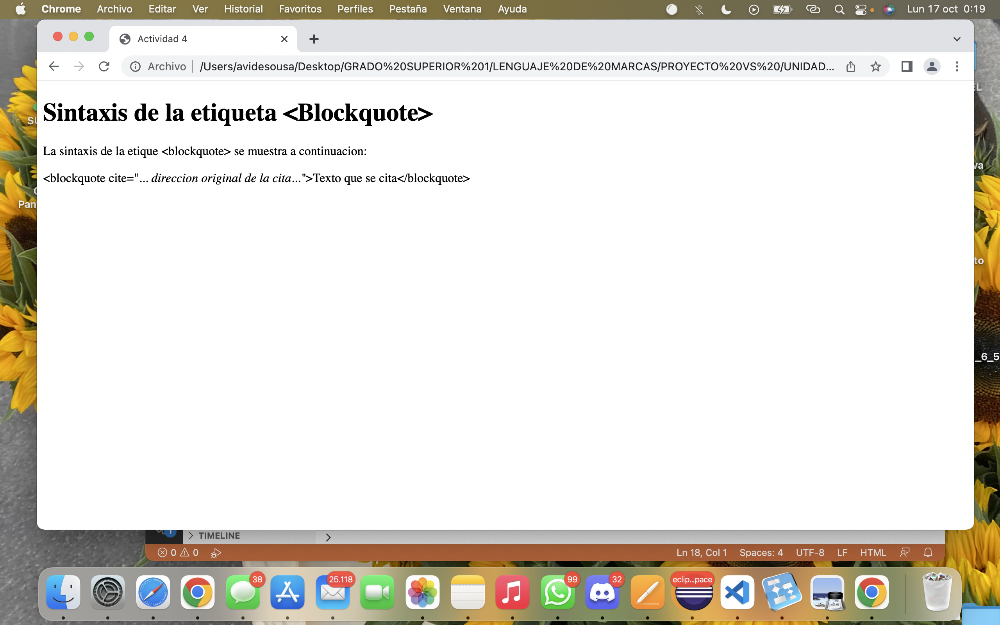 Chrome Archivo Editar Ver Historial Favoritos Perfiles Pestaña Ventana Ayuda Lun 17 oct 0:19
Actividad 4
Archivo /Users/avidesousa/Desktop/GRADO%20SUPERIOR%201/LENGUAJE%20DE%20MARCAS/PROYECTO%20VS%20/UNIDAD...
Sintaxis de la etiqueta <Blockquote>
La sintaxis de la etique <blockquote> se muestra a continuacion:
<blockquote cite="... direccion original de la cita...">Texto que se cita</blockquote>
Pan
to
_6_5
TIMELINE
0 0 Ln 18, Col 1 Spaces: 4 UTF-8 LF HTML
38 25.118 99 32 eclip...pace